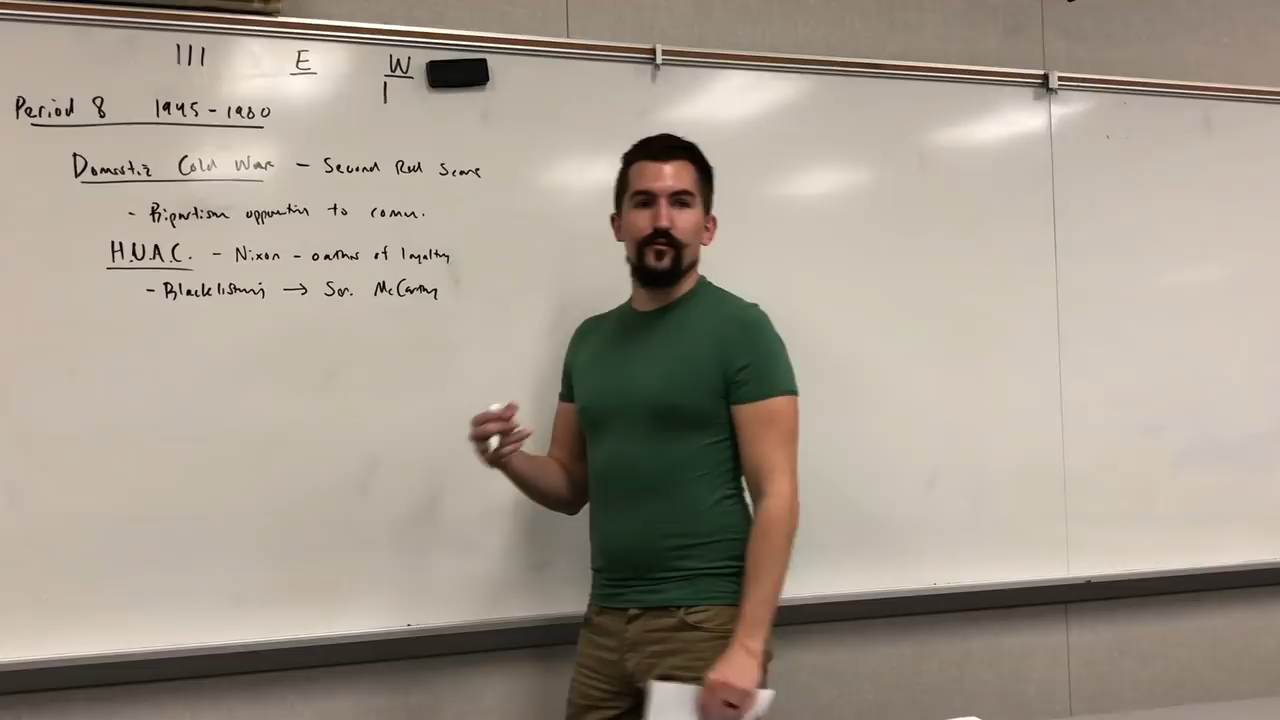 III E W
I
Period 8 1945-1980
Domestic Cold War - Second Red Scare
- Bipartisan opposition to comm.
H.U.A.C. - Nixon - oaths of loyalty
- Blacklisting → Sen. McCarthy